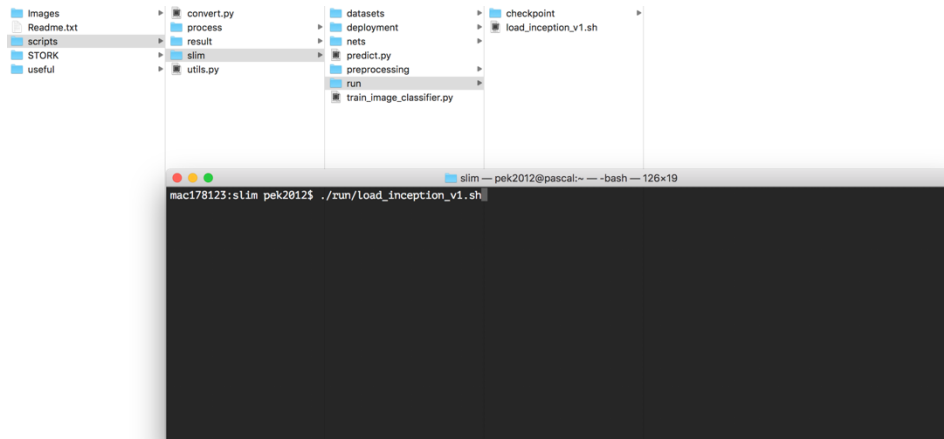 Images
Readme.txt
scripts
STORK
useful
convert.py
process
result
slim
utils.py
datasets
deployment
nets
predict.py
preprocessing
run
train_image_classifier.py
checkpoint
load_inception_v1.sh
slim — pek2012@pascal:~ — -bash — 126×19
mac178123:slim pek2012$ ./run/load_inception_v1.sh